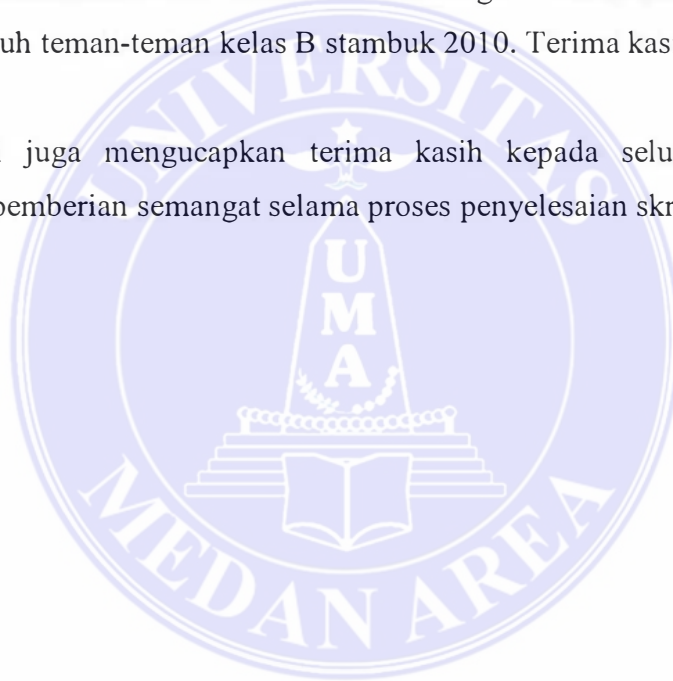 uh teman-teman kelas B stambuk 2010. Terima kas
juga mengucapkan terima kasih kepada selu
pemberian semangat selama proses penyelesaian skr
UNIVERSITAS
UMA
MEDAN AREA